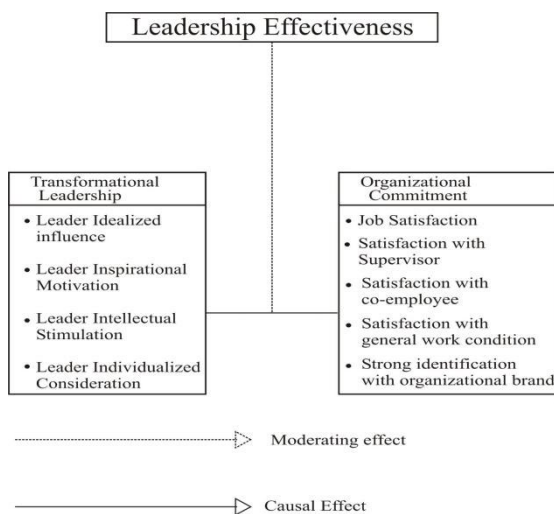 Leadership Effectiveness
Transformational
Leadership
• Leader Idealized
influence
• Leader Inspirational
Motivation
• Leader Intellectual
Stimulation
• Leader Individualized
Consideration
Organizational
Commitment
• Job Satisfaction
• Satisfaction with
Supervisor
• Satisfaction with
co-employee
• Satisfaction with
general work condition
• Strong identification
with organizational brand
Moderating effect
Causal Effect